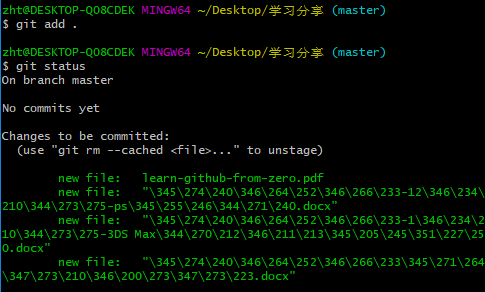 zht@DESKTOP-QO8CDEK MINGW64 ~/Desktop/学习分享 (master)
$ git add .
zht@DESKTOP-QO8CDEK MINGW64 ~/Desktop/学习分享 (master)
$ git status
On branch master
No commits yet
Changes to be committed:
(use "git rm --cached <file>..." to unstage)
new file:   learn-github-from-zero.pdf
new file:   "\345\274\240\346\264\252\346\266\233-12\346\234\
210\344\273\275-ps\345\255\246\344\271\240.docx"
new file:   "\345\274\240\346\264\252\346\266\233-1\346\234\2
10\344\273\275-3DS Max\344\270\212\346\211\213\345\205\245\351\227\25
0.docx"
new file:   "\345\274\240\346\264\252\346\266\233\345\271\264
\347\273\210\346\200\273\347\273\223.docx"